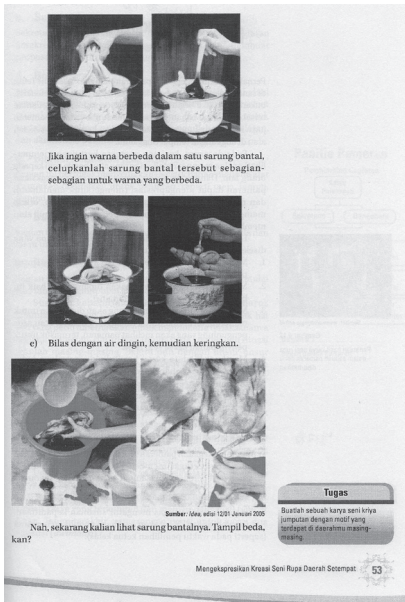 Jika ingin warna berbeda dalam satu sarung bantal,
celupkanlah sarung bantal tersebut sebagian-
sebagian untuk warna yang berbeda.
e) Bilas dengan air dingin, kemudian keringkan.
Sumber: Idea, edisi 12/01 Januari 2005
Nah, sekarang kalian lihat sarung bantalnya. Tampil beda,
kan?
Tugas
Buatlah sebuah karya seni kriya
jumputan dengan motif yang
terdapat di daerahmu masing-
masing.
Mengekspresikan Kreasi Seni Rupa Daerah Setempat 53